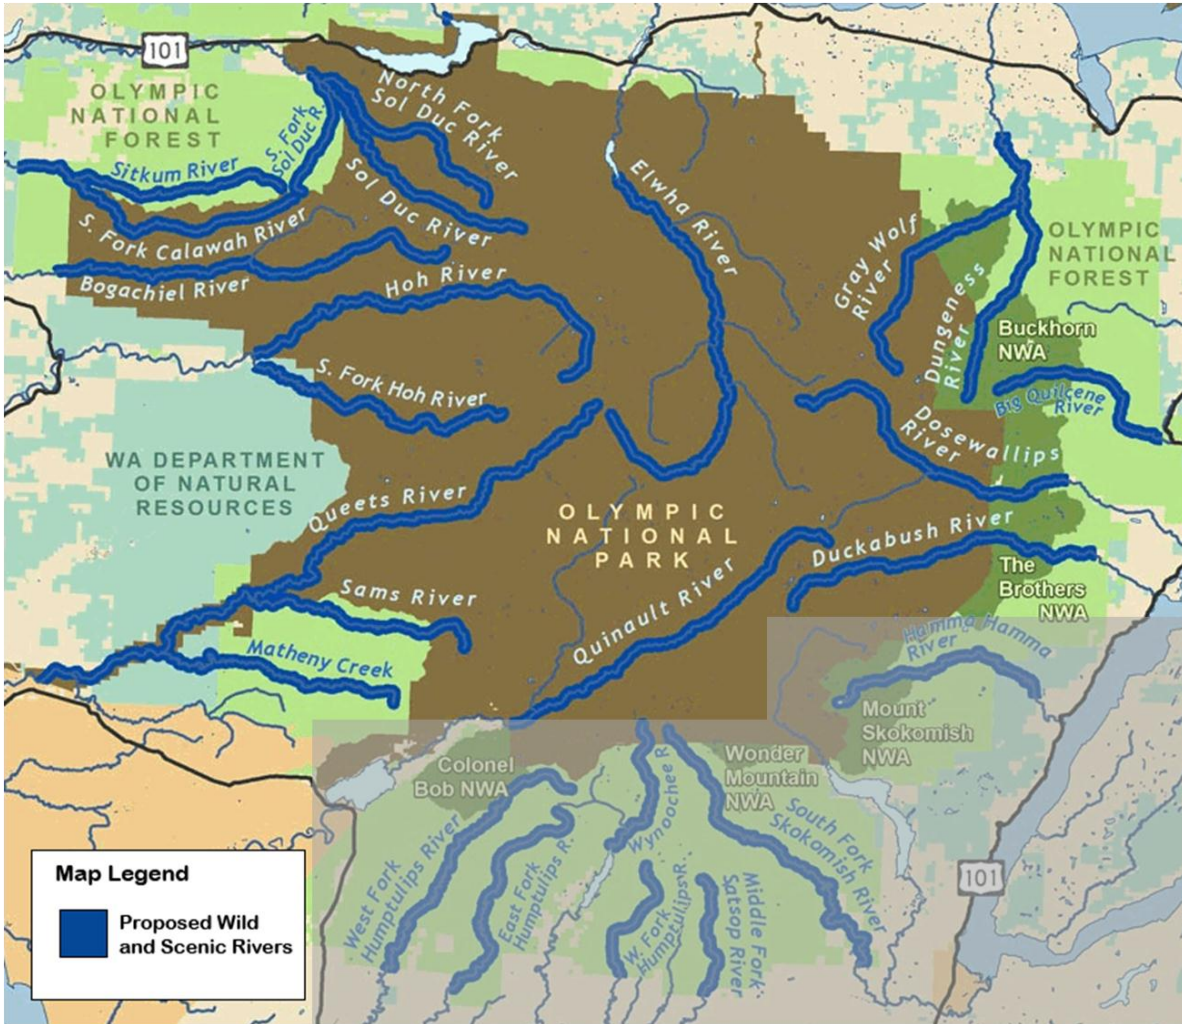 101
OLYMPIC
NATIONAL
FOREST
North Fork
Sol Duc River
S. Fork
Sol Duc R.
Sitkum River
Sol Duc River
S. Fork Calawah River
Bogachiel River
Hoh River
S. Fork Hoh River
Elwha River
Gray Wolf
River
Dungeness
River
OLYMPIC
NATIONAL
FOREST
Buckhorn
NWA
Big Quilcene
River
Dosewallips
River
WA DEPARTMENT
OF NATURAL
RESOURCES
Queets River
OLYMPIC
NATIONAL
PARK
Duckabush River
The
Brothers
NWA
Sams River
Quinault River
Matheny Creek
Hamma Hamma
River
Mount
Skokomish
NWA
Colonel
Bob NWA
Wonder
Mountain
NWA
Wynoochee R.
South Fork
Skokomish River
West Fork
Humptulips River
East Fork
Humptulips R.
W. Fork
Humptulips R.
Middle Fork
Satsop River
101
Map Legend
Proposed Wild
and Scenic Rivers